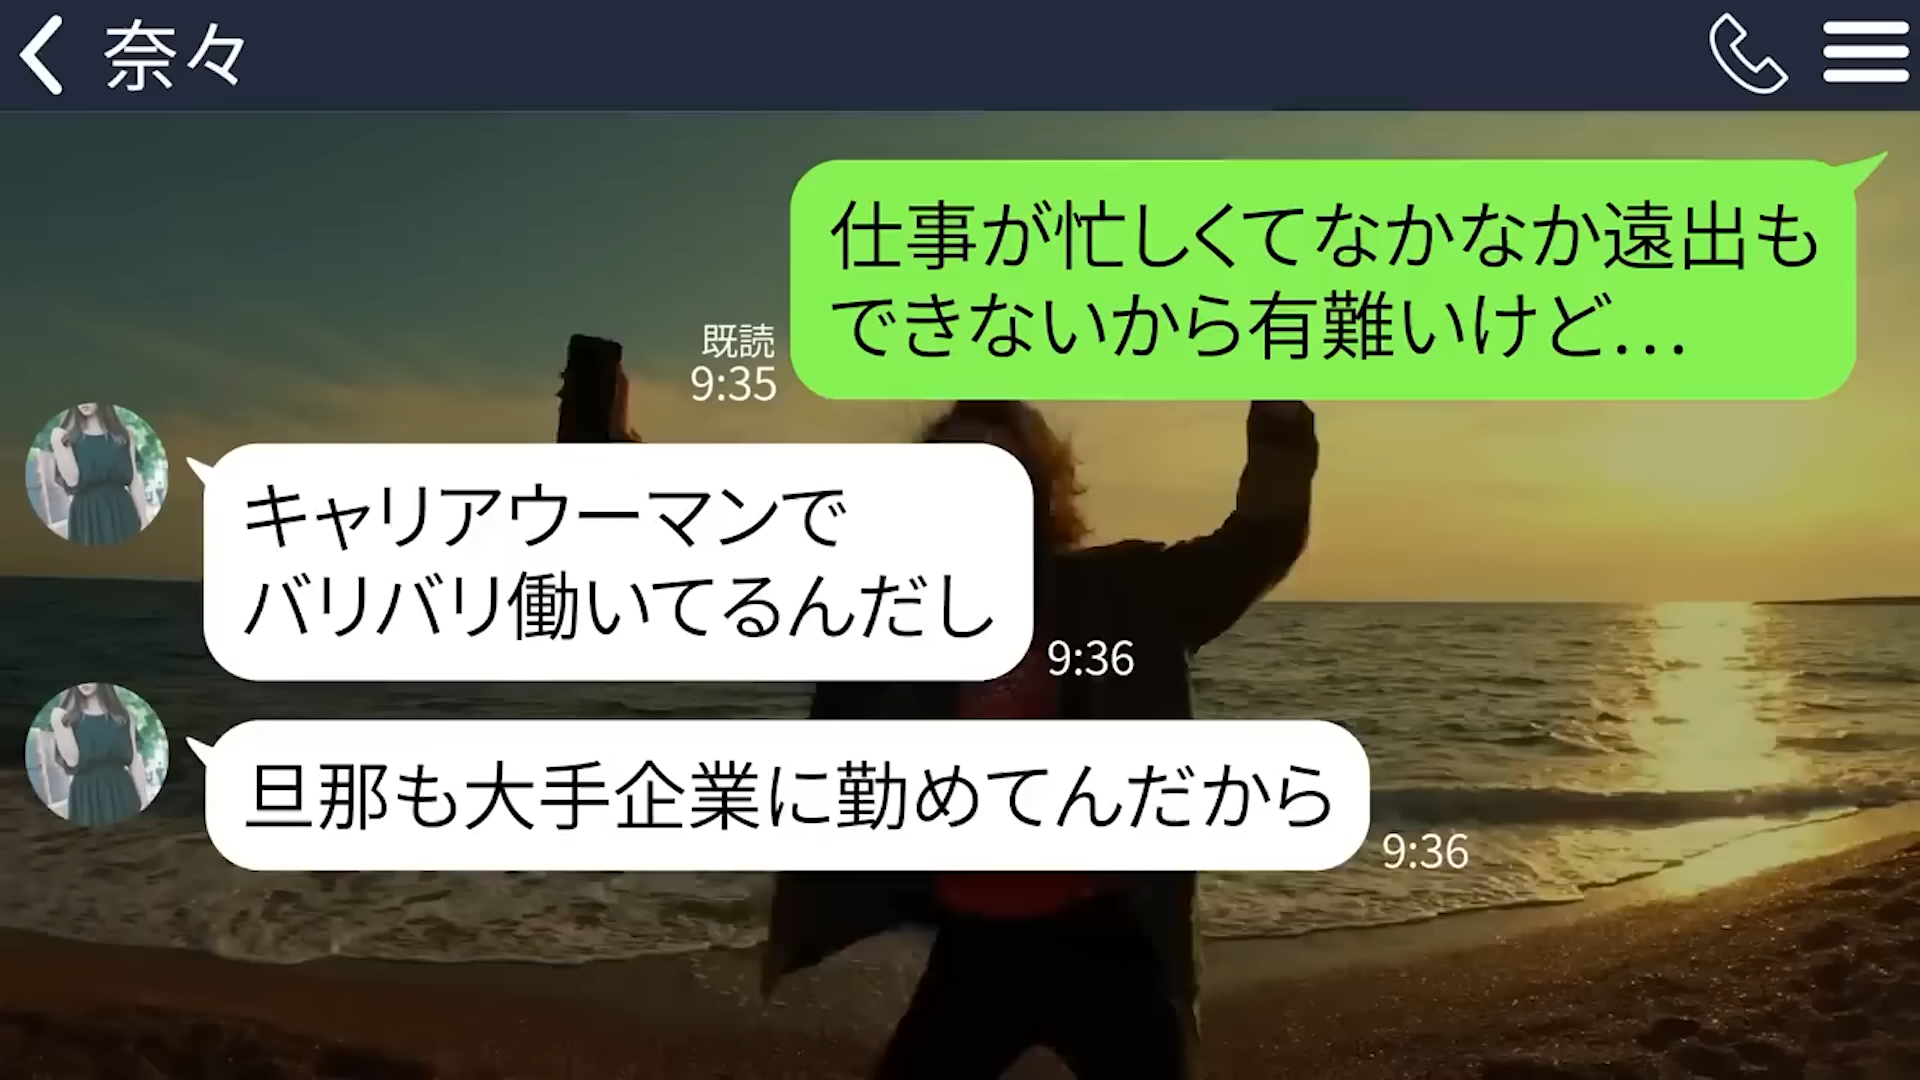 奈々
仕事が忙しくてなかなか遠出も
できないから有難いけど…
既読
9:35
キャリアウーマンで
バリバリ働いてるんだし
9:36
旦那も大手企業に勤めてんだから
9:36